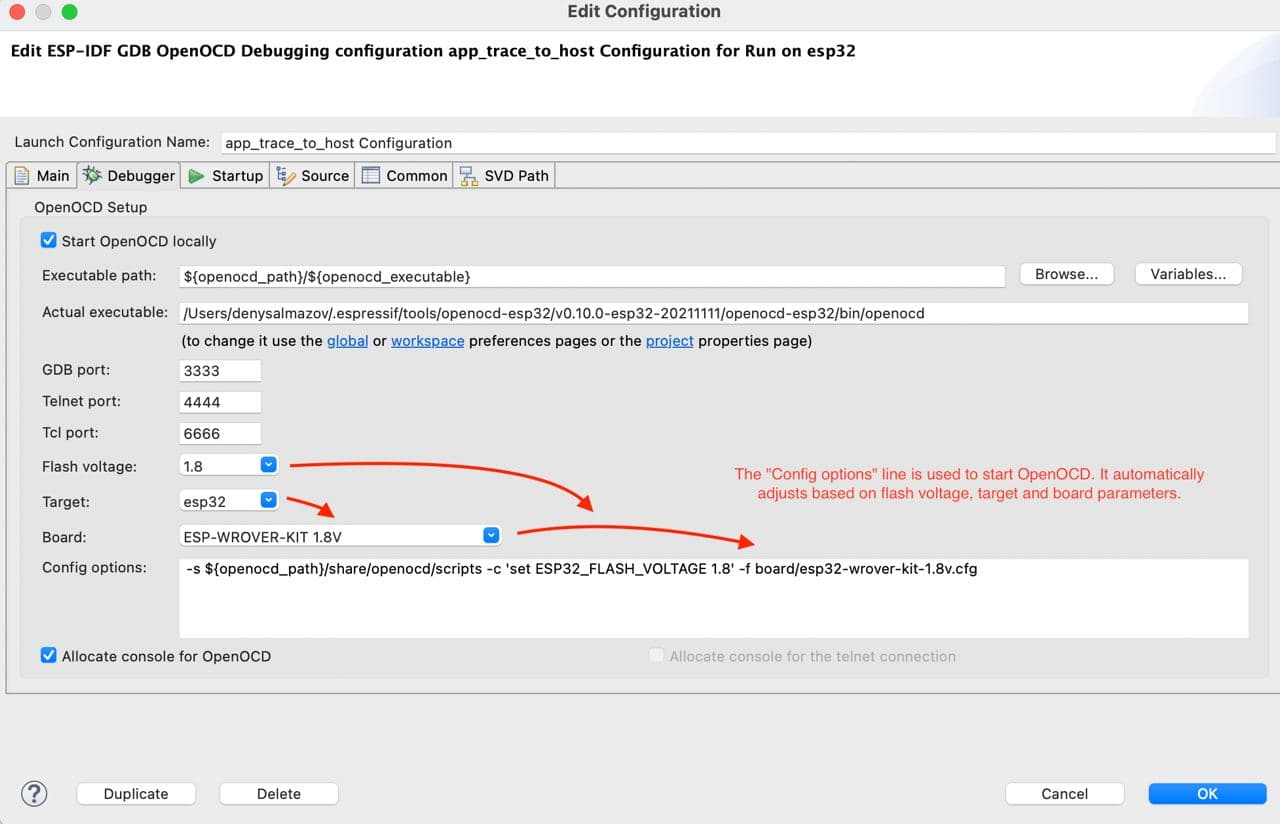 Edit Configuration
Edit ESP-IDF GDB OpenOCD Debugging configuration app_trace_to_host Configuration for Run on esp32
Launch Configuration Name: app_trace_to_host Configuration
Main Debugger Startup Source Common SVD Path
OpenOCD Setup
Start OpenOCD locally
Executable path: ${openocd_path}/${openocd_executable} Browse... Variables...
Actual executable: /Users/denysalmazov/.espressif/tools/openocd-esp32/v0.10.0-esp32-20211111/openocd-esp32/bin/openocd
(to change it use the global or workspace preferences pages or the project properties page)
GDB port: 3333
Telnet port: 4444
Tcl port: 6666
Flash voltage: 1.8
The "Config options" line is used to start OpenOCD. It automatically
adjusts based on flash voltage, target and board parameters.
Target: esp32
Board: ESP-WROVER-KIT 1.8V
Config options: -s ${openocd_path}/share/openocd/scripts -c 'set ESP32_FLASH_VOLTAGE 1.8' -f board/esp32-wrover-kit-1.8v.cfg
Allocate console for OpenOCD Allocate console for the telnet connection
? Duplicate Delete Cancel OK